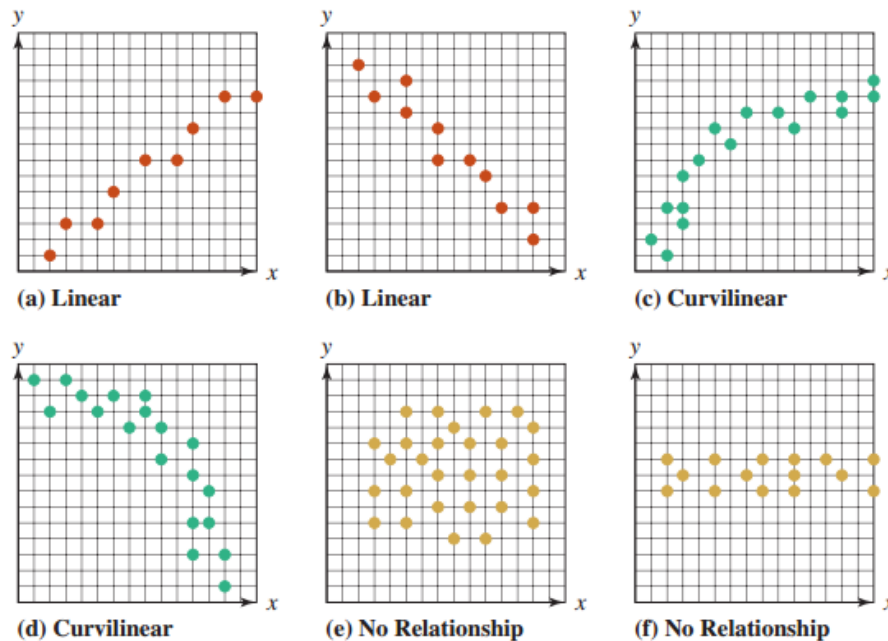 y y y
x x x
(a) Linear (b) Linear (c) Curvilinear
y y y
x x x
(d) Curvilinear (e) No Relationship (f) No Relationship